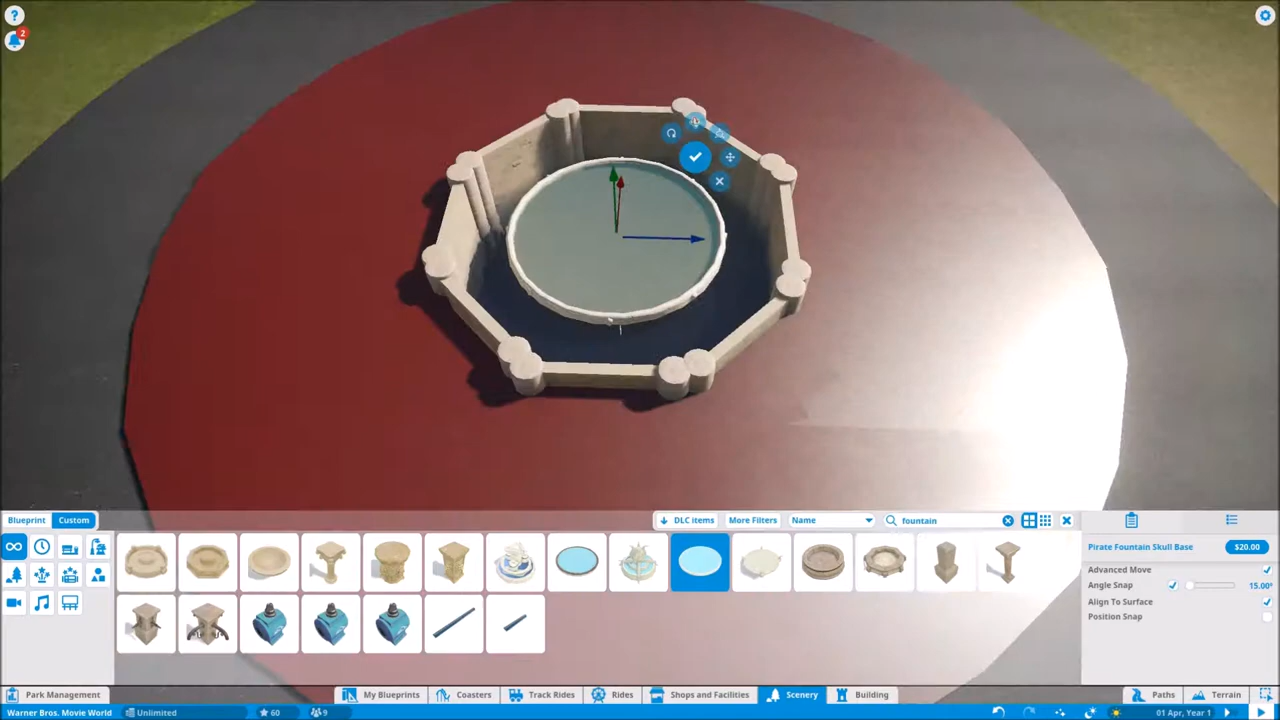 ?
2
Blueprint
Custom
DLC items
More Filters
Name
fountain
Pirate Fountain Skull Base
$20.00
Advanced Move
Angle Snap
15.00°
Align To Surface
Position Snap
Park Management
My Blueprints
Coasters
Track Rides
Rides
Shops and Facilities
Scenery
Building
Paths
Terrain
Warner Bros. Movie World
Unlimited
60
9
01 Apr, Year 1